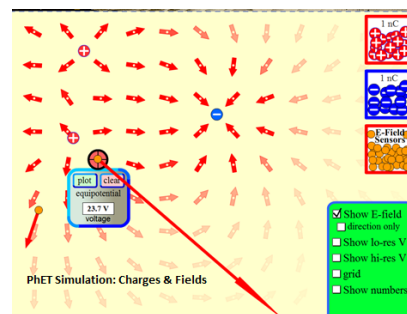 1 nC
1 nC
E-Field
Sensors
plot clear
equipotential
23.7 V
voltage
Show E-field
direction only
Show lo-res V
Show hi-res V
grid
Show numbers
PhET Simulation: Charges & Fields